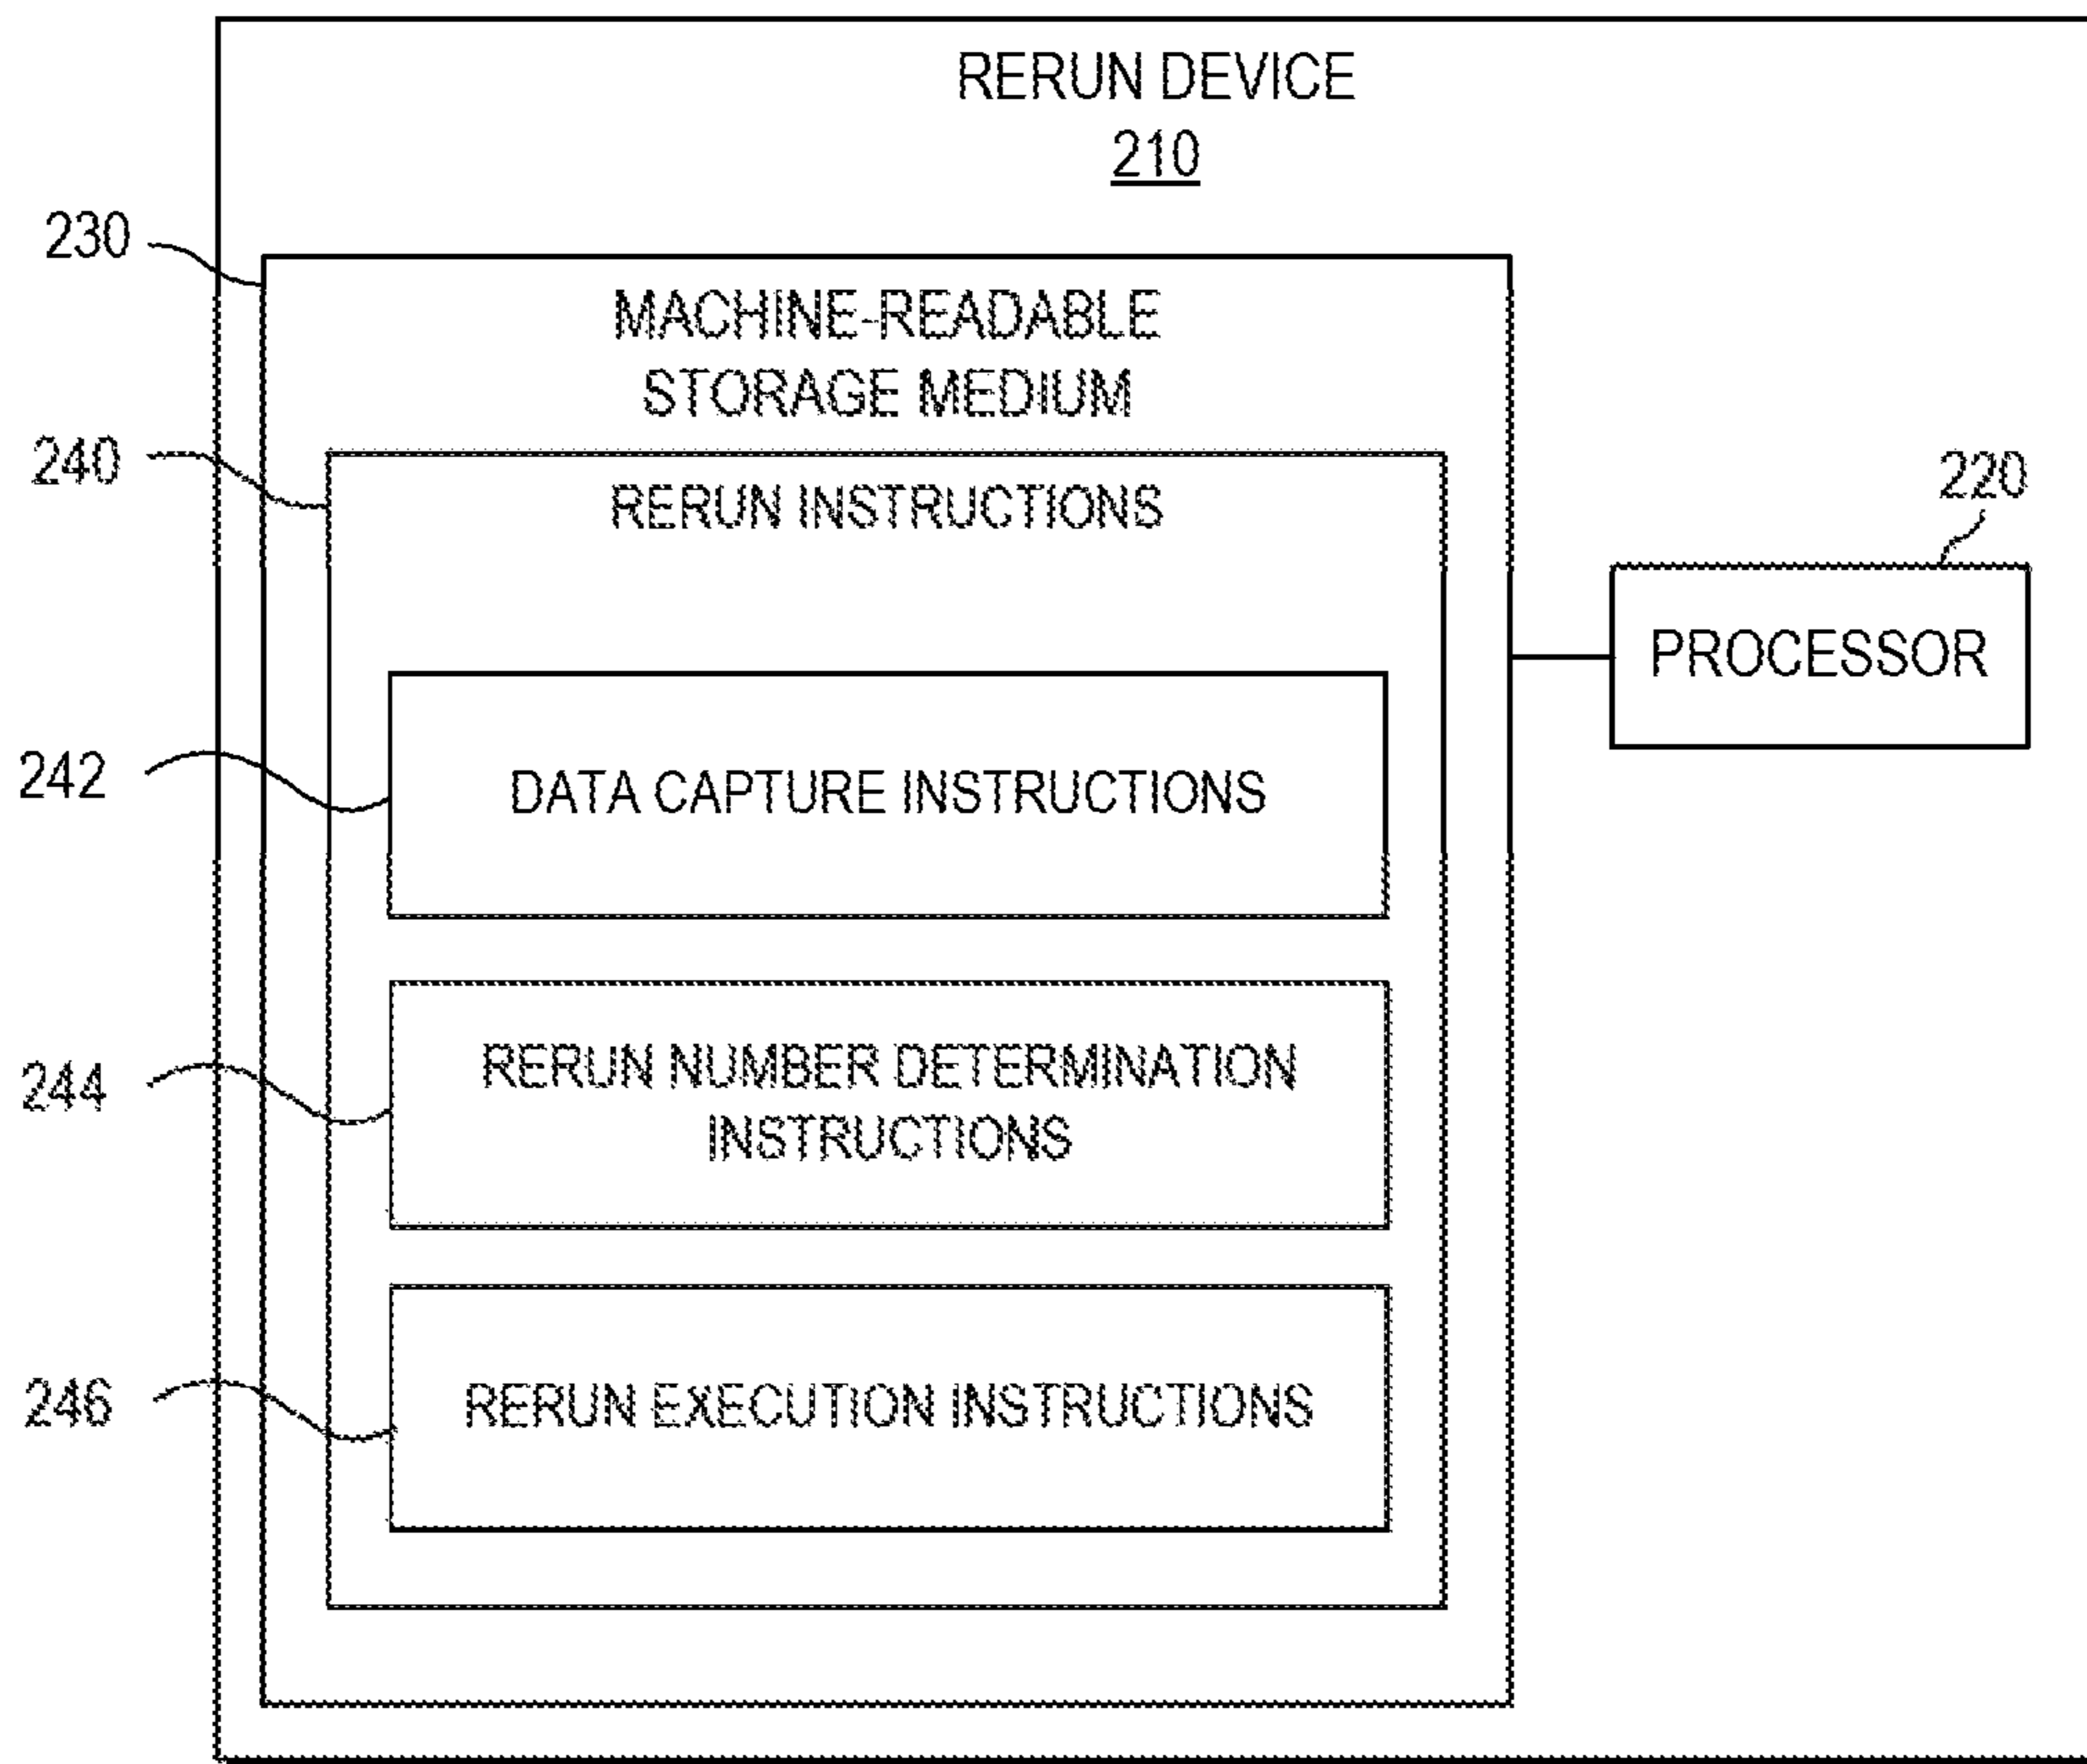 RERUN DEVICE
210
230
MACHINE-READABLE
STORAGE MEDIUM
240
RERUN INSTRUCTIONS
220
PROCESSOR
242
DATA CAPTURE INSTRUCTIONS
244
RERUN NUMBER DETERMINATION
INSTRUCTIONS
246
RERUN EXECUTION INSTRUCTIONS